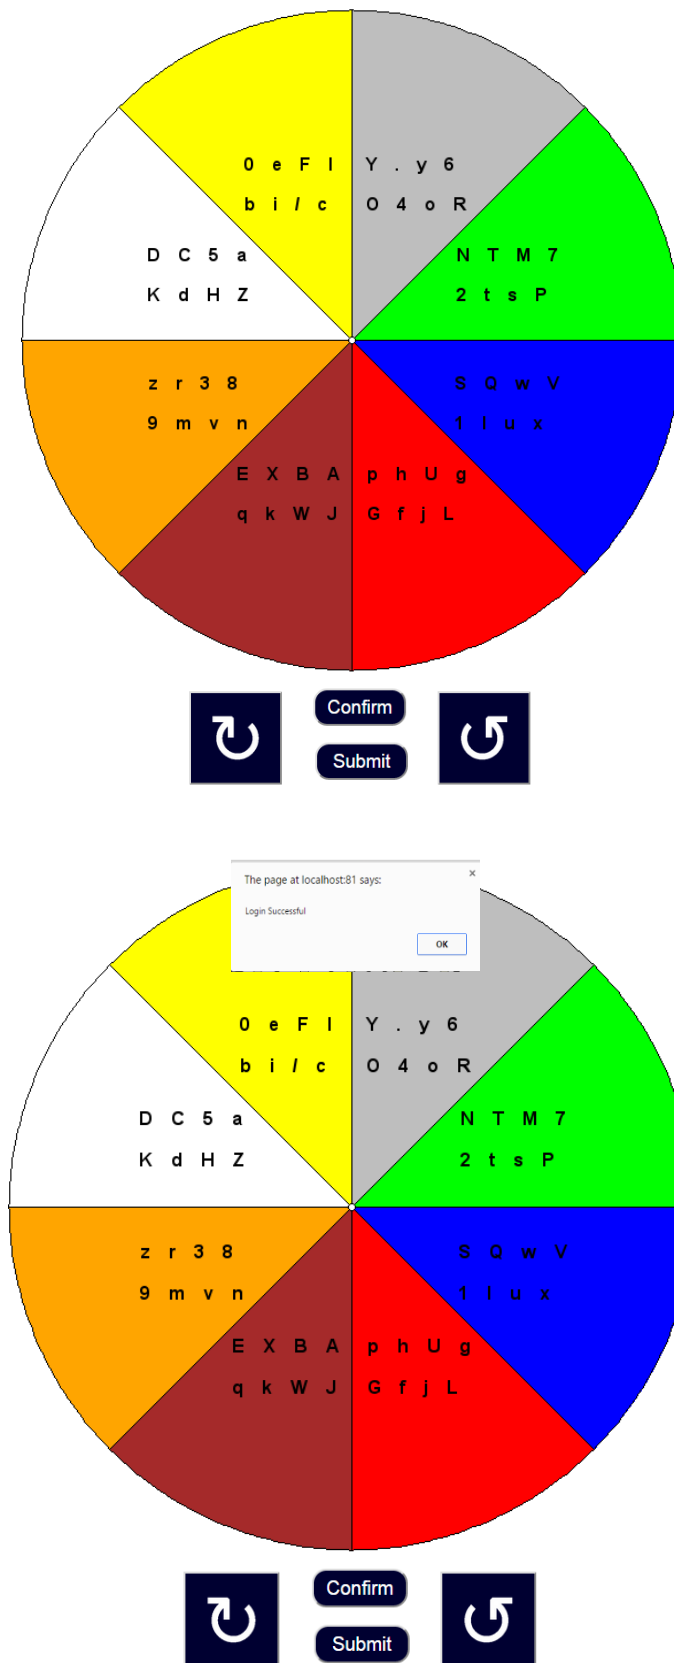 0 e F I
Y . y 6
b i / c
O 4 o R
D C 5 a
N T M 7
K d H Z
2 t s P
z r 3 8
S Q w V
9 m v n
1 l u x
E X B A
p h U g
q k W J
G f j L
Confirm
Submit
The page at localhost:81 says:
Login Successful
OK
0 e F I
Y . y 6
b i / c
O 4 o R
D C 5 a
N T M 7
K d H Z
2 t s P
z r 3 8
S Q w V
9 m v n
1 l u x
E X B A
p h U g
q k W J
G f j L
Confirm
Submit